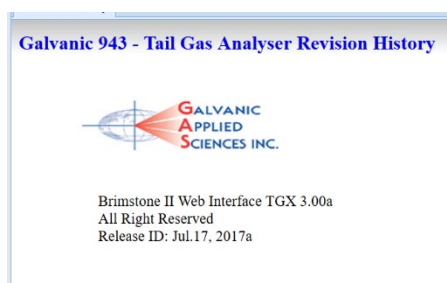 Galvanic 943 - Tail Gas Analyser Revision History
GALVANIC
APPLIED
SCIENCES INC.
Brimstone II Web Interface TGX 3.00a
All Right Reserved
Release ID: Jul.17, 2017a